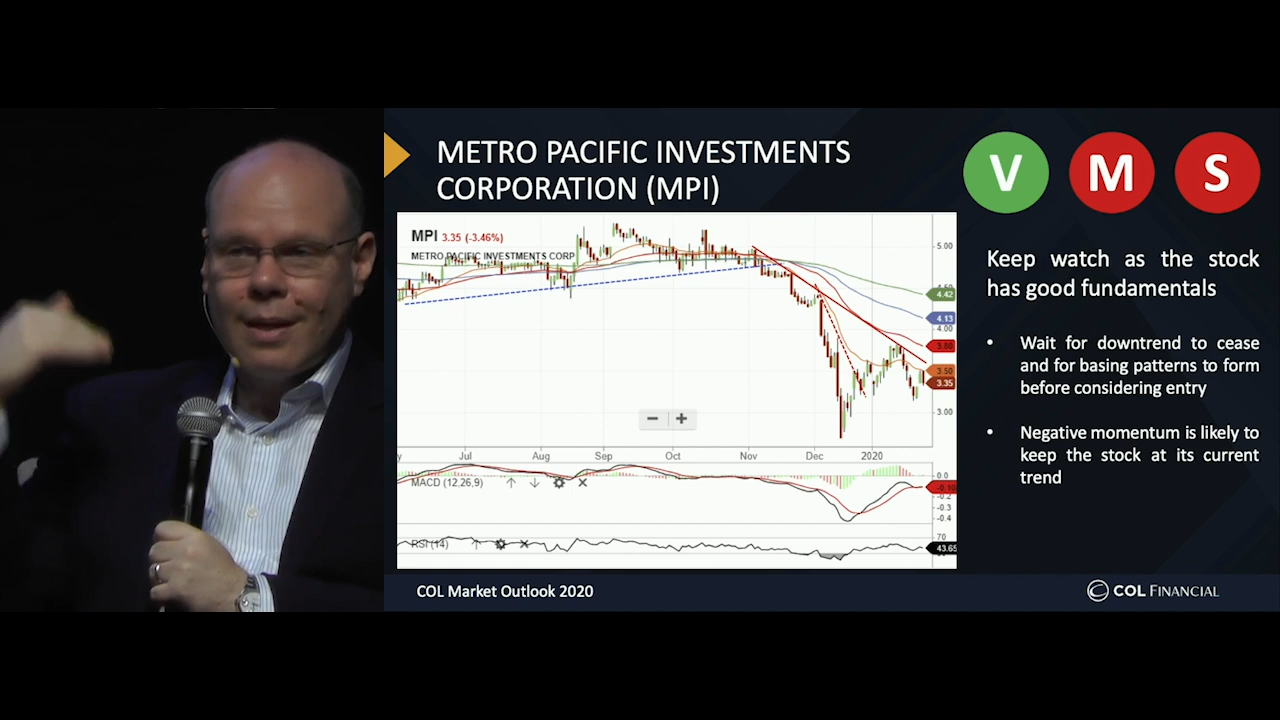 METRO PACIFIC INVESTMENTS
CORPORATION (MPI)
V M S
MPI 3.35 (-3.46%)
METRO PACIFIC INVESTMENTS CORP
5.00
4.50
4.42
4.13
4.00
3.88
3.50
3.35
3.00
Jul Aug Sep Oct Nov Dec 2020
MACD (12,26,9)
0.0
-0.2
-0.3
-0.4
RSI (14)
70
43.65
Keep watch as the stock
has good fundamentals
• Wait for downtrend to cease
and for basing patterns to form
before considering entry
• Negative momentum is likely to
keep the stock at its current
trend
COL Market Outlook 2020
COL FINANCIAL